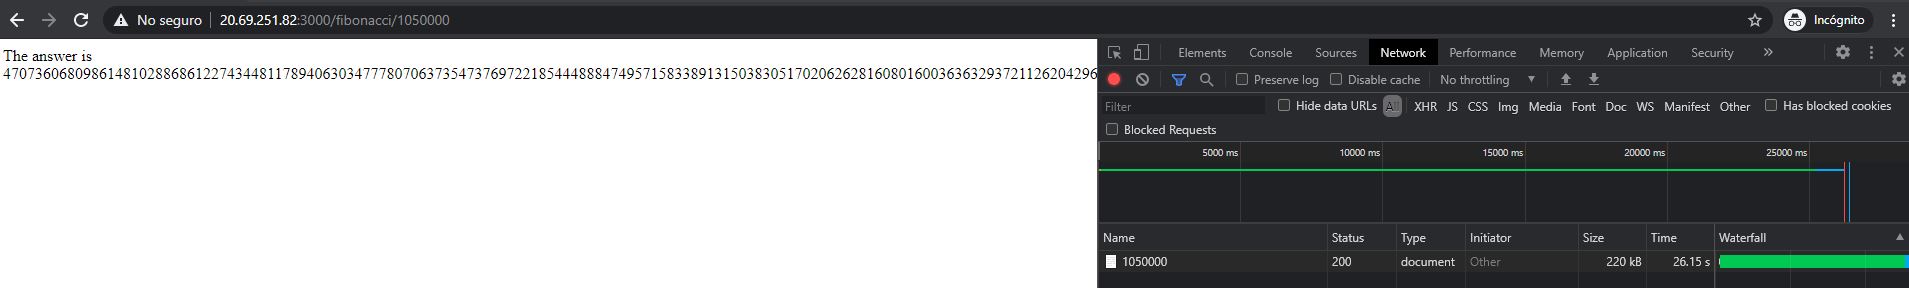 No seguro 20.69.251.82:3000/fibonacci/1050000 Incógnito
The answer is
Elements Console Sources Network Performance Memory Application Security »
Preserve log Disable cache No throttling
Filter Hide data URLs All XHR JS CSS Img Media Font Doc WS Manifest Other Has blocked cookies
Blocked Requests
5000 ms 10000 ms 15000 ms 20000 ms 25000 ms
Name Status Type Initiator Size Time Waterfall
1050000 200 document Other 220 kB 26.15 s